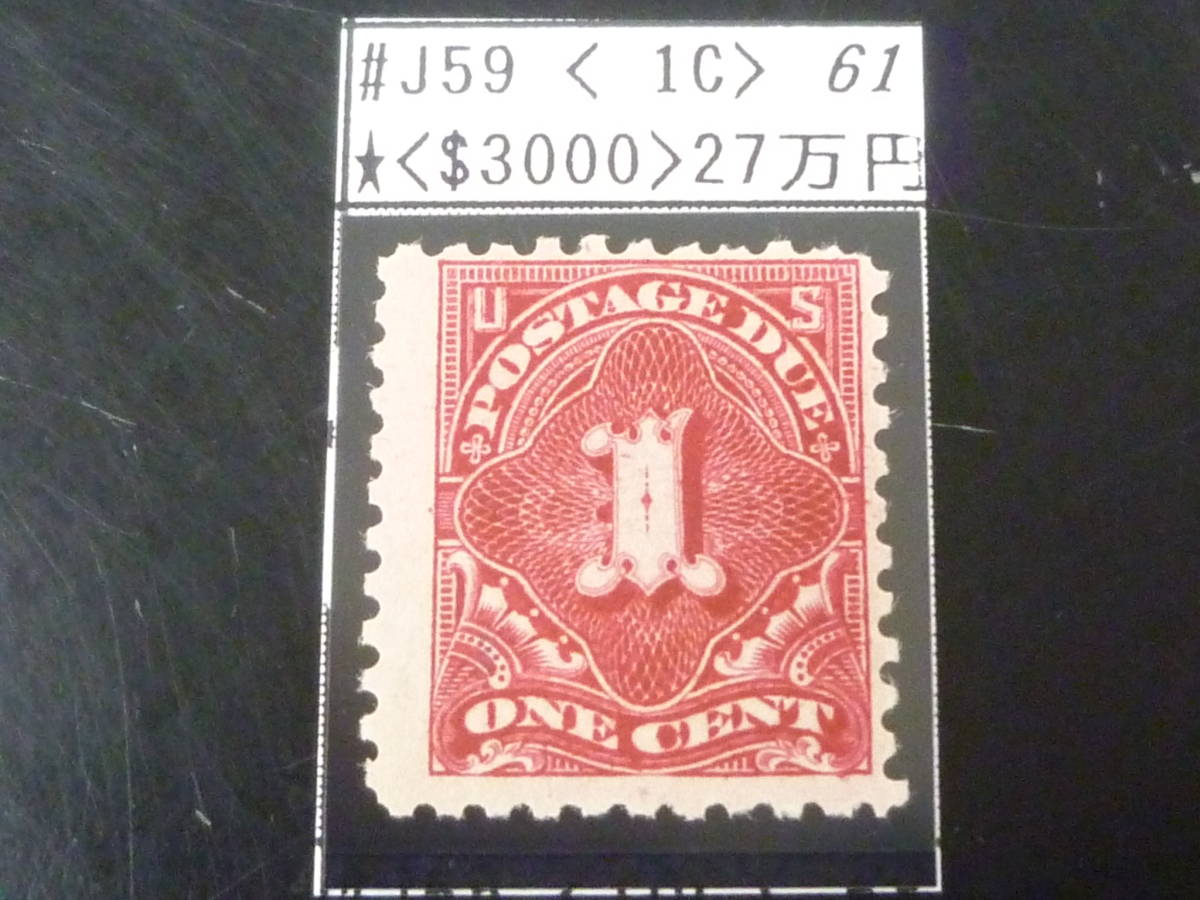 #J59 < 1C> 61
★<$3000>27万円
U S
POSTAGE DUE
1
ONE CENT